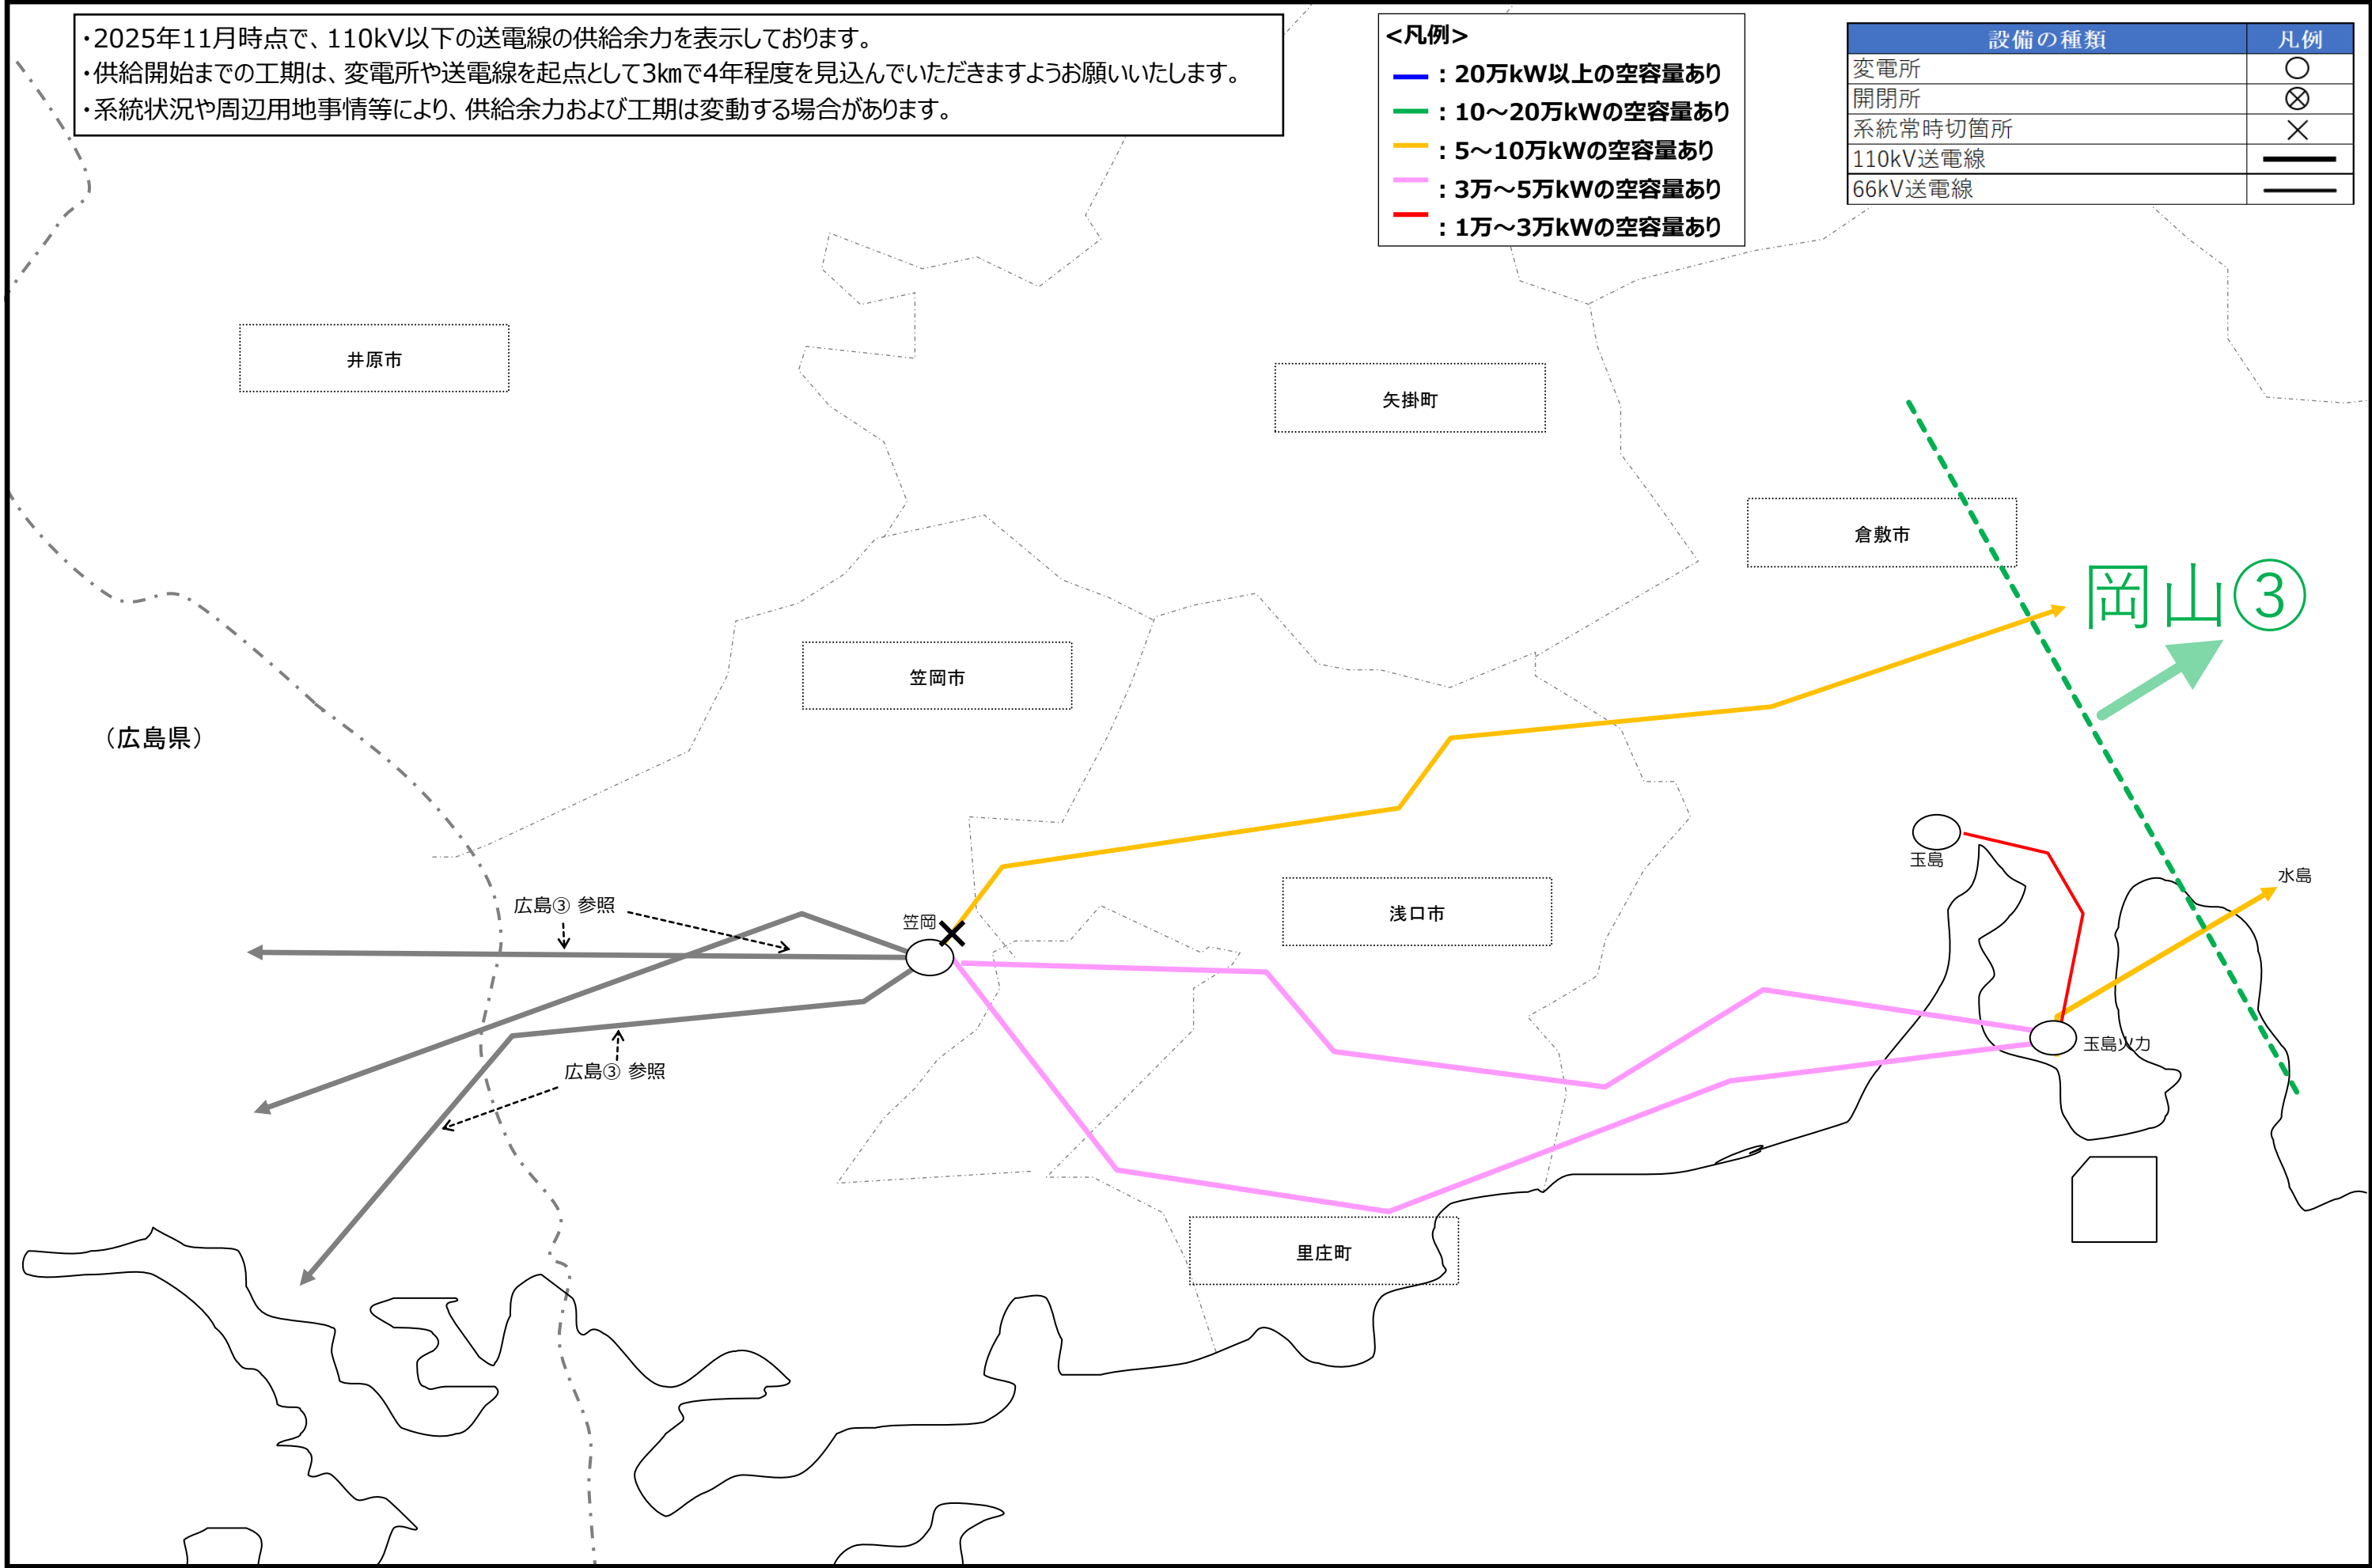 ・2025年11月時点で、110kV以下の送電線の供給余力を表示しております。
・供給開始までの工期は、変電所や送電線を起点として3㎞で4年程度を見込んでいただきますようお願いいたします。
・系統状況や周辺用地事情等により、供給余力および工期は変動する場合があります。
<凡例>
：20万kW以上の空容量あり
：10～20万kWの空容量あり
：5～10万kWの空容量あり
：3万～5万kWの空容量あり
：1万～3万kWの空容量あり
設備の種類 凡例
変電所
開閉所
系統常時切箇所
110kV送電線
66kV送電線
井原市
矢掛町
倉敷市
岡山③
笠岡市
（広島県）
玉島
水島
広島③ 参照
笠岡
浅口市
玉島火力
広島③ 参照
里庄町